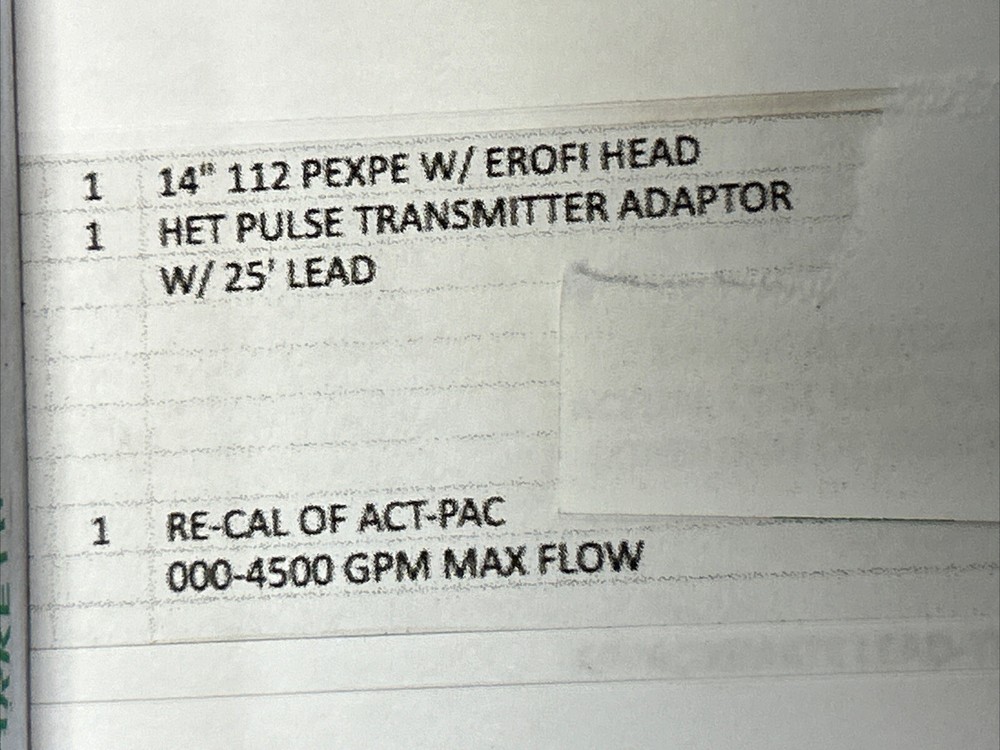 1 14" 112 PEXPE W/ EROFI HEAD
1 HET PULSE TRANSMITTER ADAPTOR
W/ 25' LEAD
1 RE-CAL OF ACT-PAC
000-4500 GPM MAX FLOW